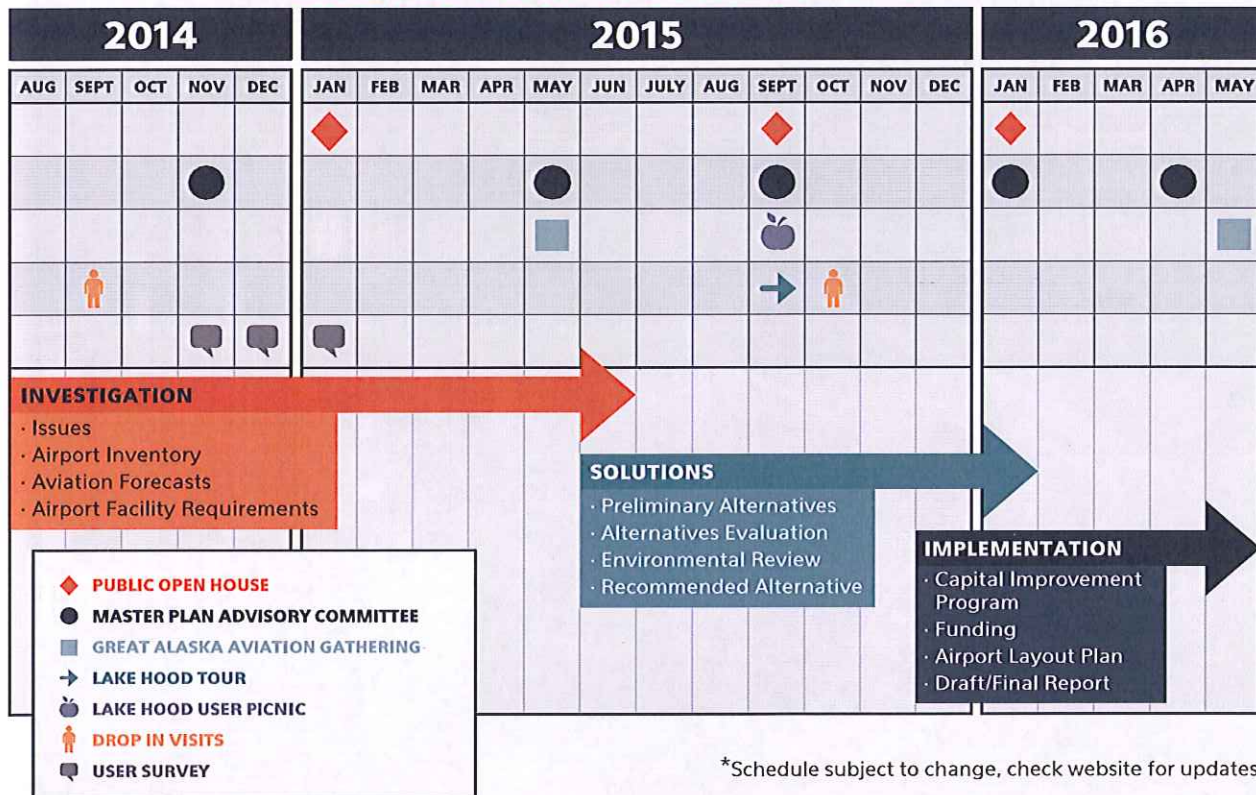 2014 2015 2016
AUG SEPT OCT NOV DEC JAN FEB MAR APR MAY JUN JULY AUG SEPT OCT NOV DEC JAN FEB MAR APR MAY
INVESTIGATION
· Issues
· Airport Inventory
· Aviation Forecasts
· Airport Facility Requirements
SOLUTIONS
· Preliminary Alternatives
· Alternatives Evaluation
· Environmental Review
· Recommended Alternative
IMPLEMENTATION
· Capital Improvement
Program
· Funding
· Airport Layout Plan
· Draft/Final Report
PUBLIC OPEN HOUSE
MASTER PLAN ADVISORY COMMITTEE
GREAT ALASKA AVIATION GATHERING
LAKE HOOD TOUR
LAKE HOOD USER PICNIC
DROP IN VISITS
USER SURVEY
*Schedule subject to change, check website for updates